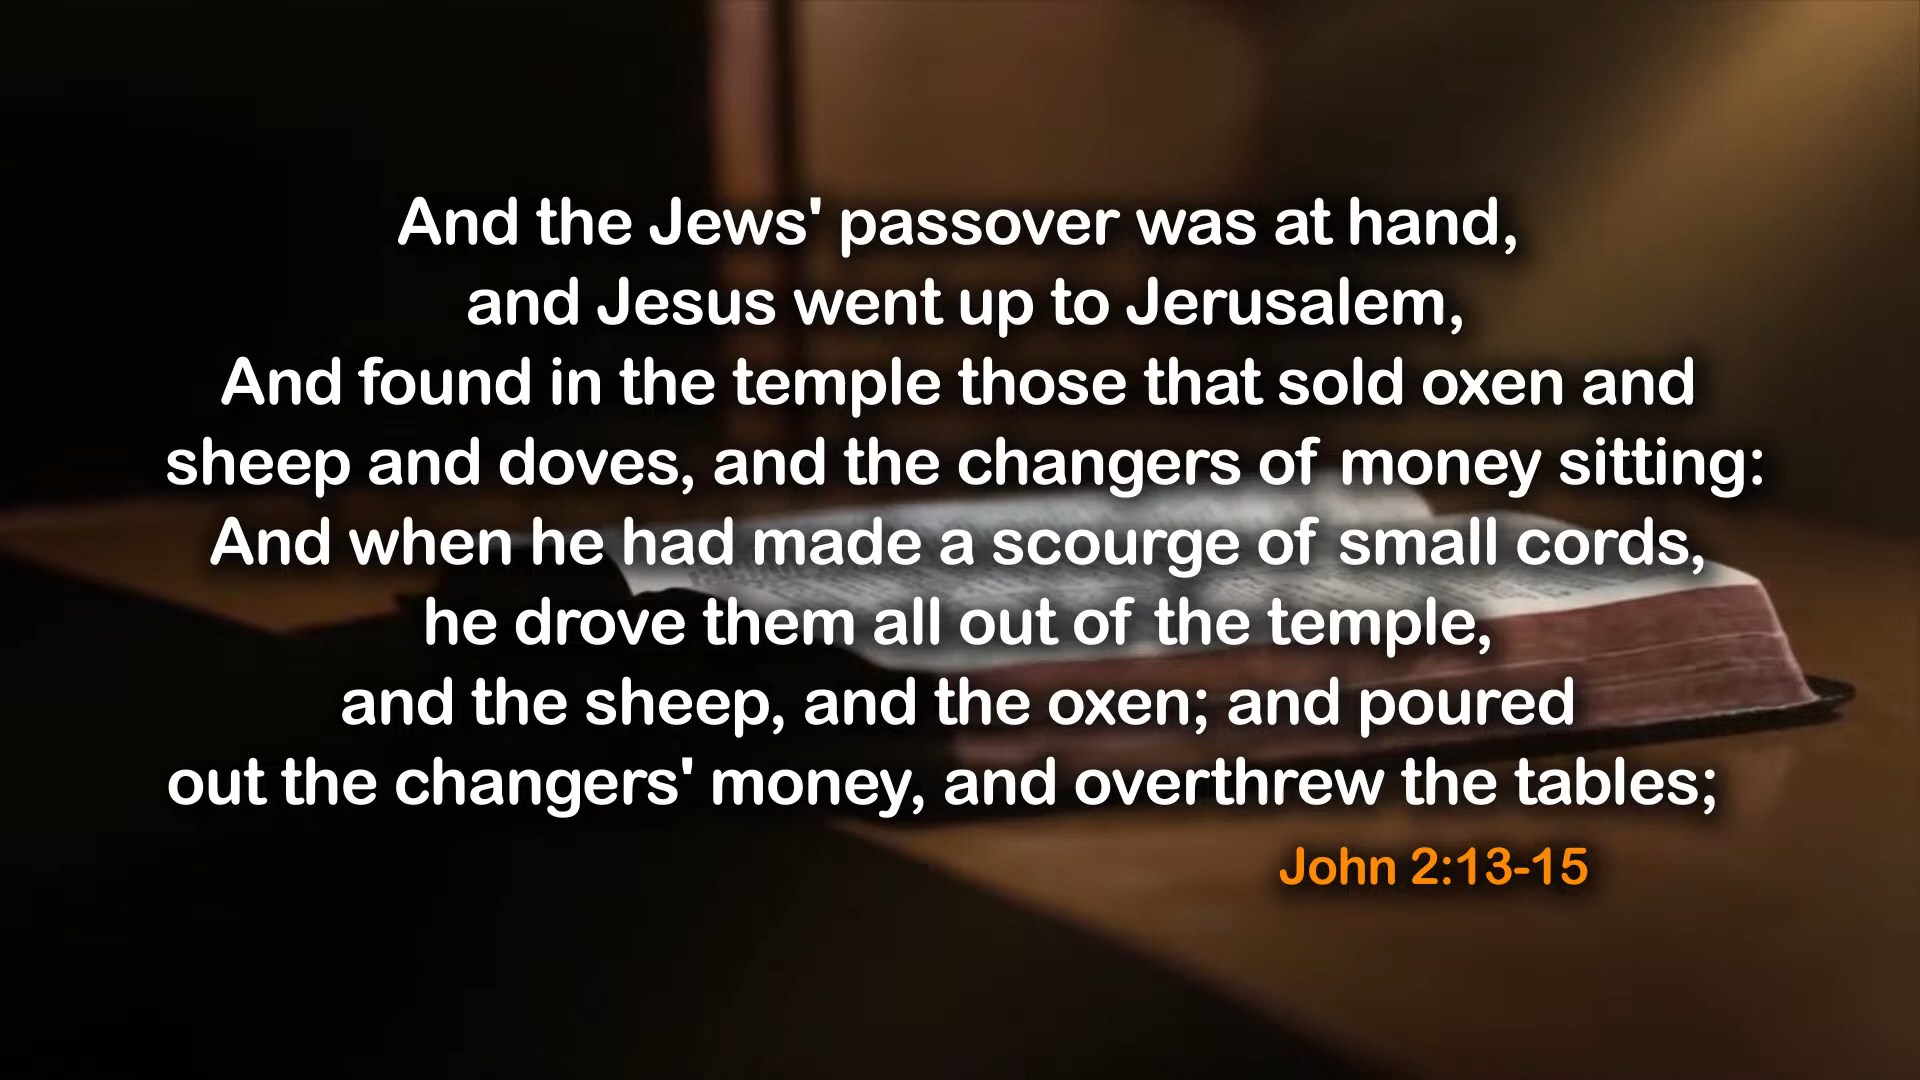 And the Jews' passover was at hand,
and Jesus went up to Jerusalem,
And found in the temple those that sold oxen and
sheep and doves, and the changers of money sitting:
And when he had made a scourge of small cords,
he drove them all out of the temple,
and the sheep, and the oxen; and poured
out the changers' money, and overthrew the tables;
John 2:13-15